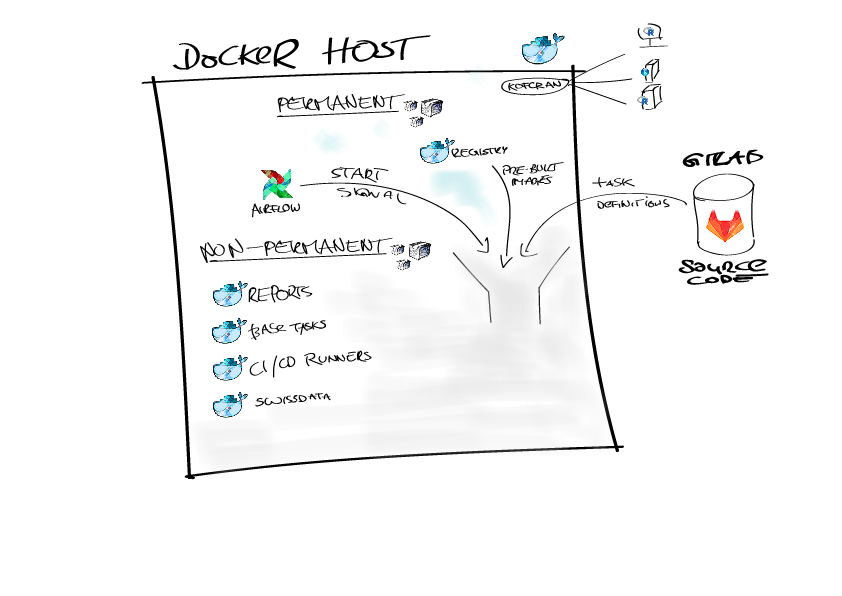 DOCKER HOST
KOFCRAN
PERMANENT
REGISTRY
PRE-BUILT
IMAGES
GITLAB
START
SIGNAL
TASK
DEFINITIONS
AIRFLOW
NON-PERMANENT
SOURCE
CODE
REPORTS
BASE TASKS
CI/CD RUNNERS
SWISSDATA